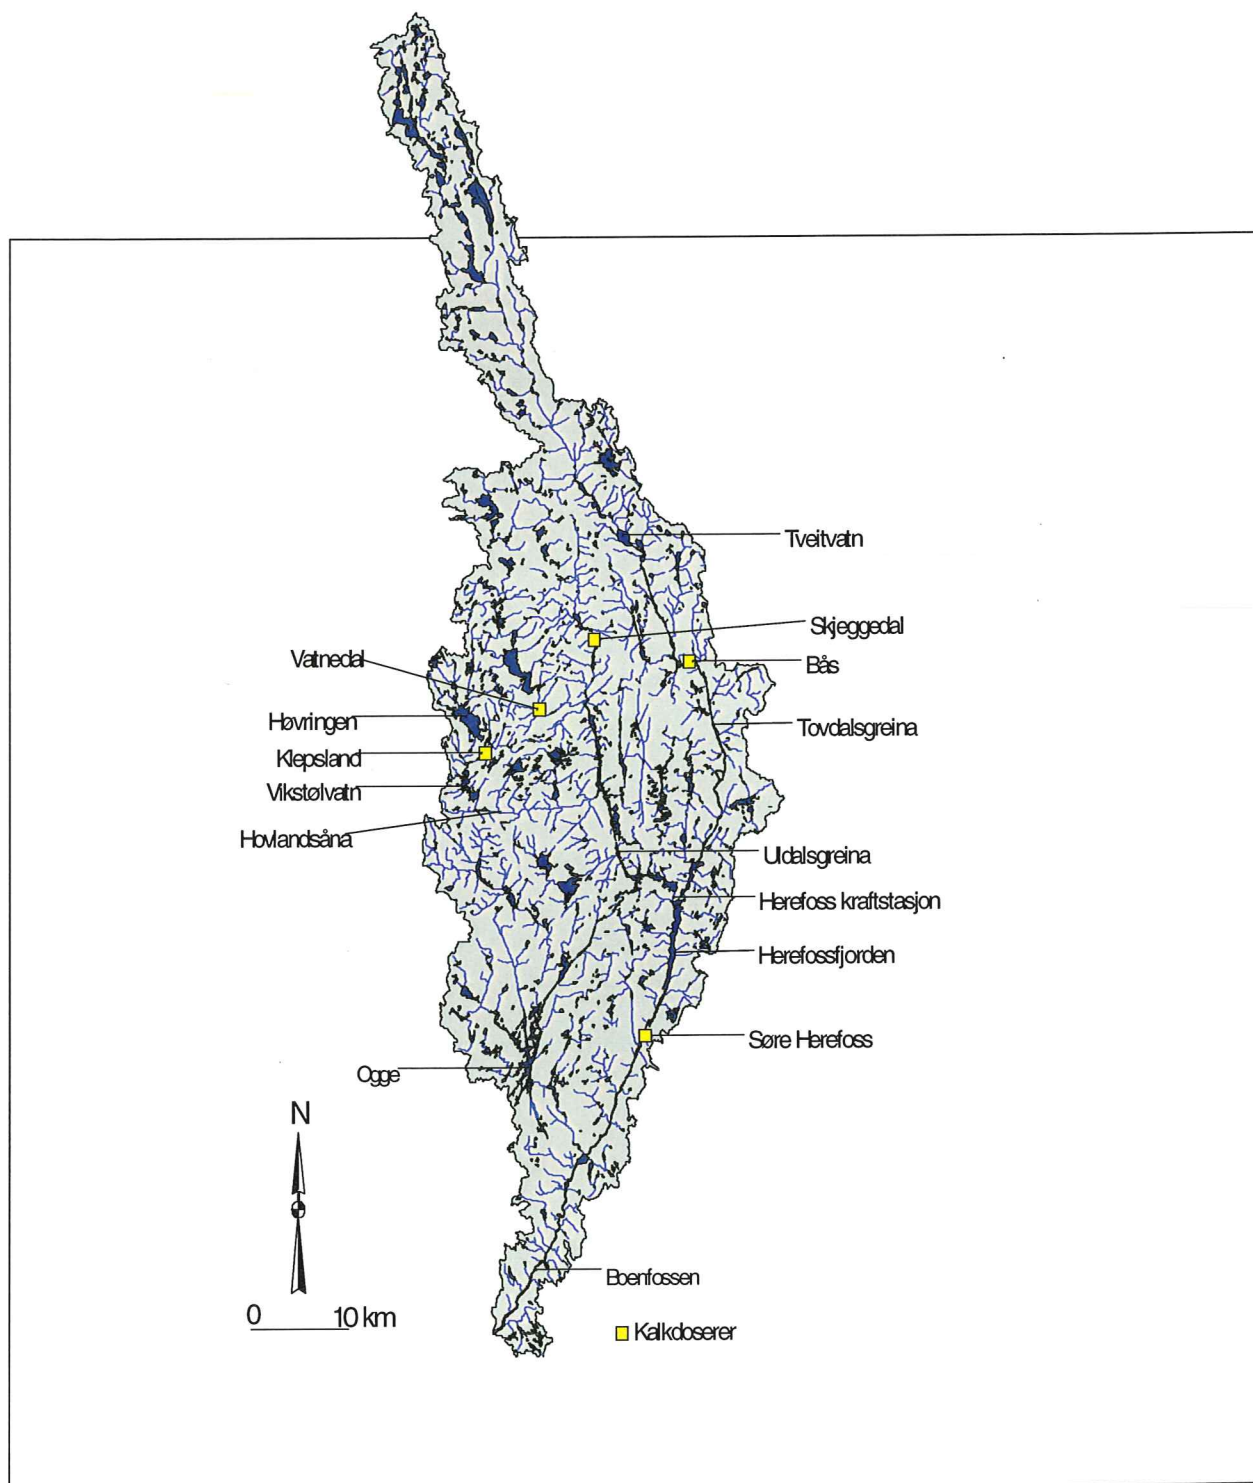 Tveitvatn
Skjeggedal
Vatnedal
Bås
Høvringen
Tovdalsgreina
Klepsland
Vikstølvatn
Hovlandsåna
Uldalsgreina
Herefoss kraftstasjon
Herefossfjorden
Søre Herefoss
Ogge
N
Boenfossen
0 10 km
Kalkdoserer